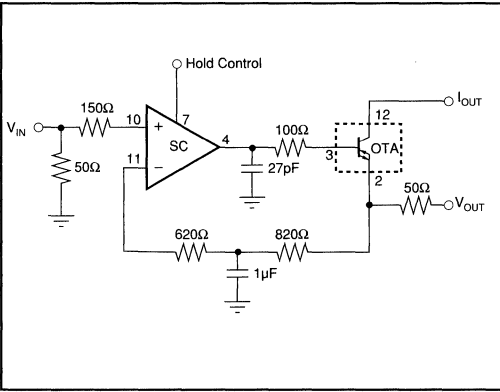 Hold Control
I_OUT
150Ω
12
V_IN
10
7
+
4
100Ω
SC
OTA
11
3
–
50Ω
27pF
2
50Ω
V_OUT
620Ω
820Ω
1µF